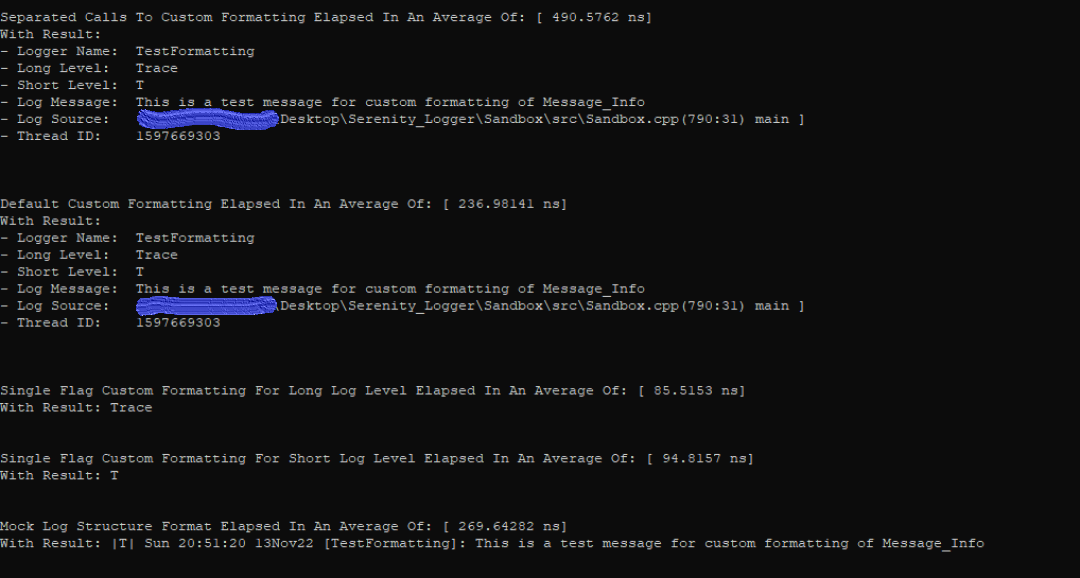 Separated Calls To Custom Formatting Elapsed In An Average Of: [ 490.5762 ns]
With Result:
- Logger Name:  TestFormatting
- Long Level:   Trace
- Short Level:  T
- Log Message:  This is a test message for custom formatting of Message_Info
- Log Source:   Desktop\Serenity_Logger\Sandbox\src\Sandbox.cpp(790:31) main ]
- Thread ID:    1597669303
Default Custom Formatting Elapsed In An Average Of: [ 236.98141 ns]
With Result:
- Logger Name:  TestFormatting
- Long Level:   Trace
- Short Level:  T
- Log Message:  This is a test message for custom formatting of Message_Info
- Log Source:   \Desktop\Serenity_Logger\Sandbox\src\Sandbox.cpp(790:31) main ]
- Thread ID:    1597669303
Single Flag Custom Formatting For Long Log Level Elapsed In An Average Of: [ 85.5153 ns]
With Result: Trace
Single Flag Custom Formatting For Short Log Level Elapsed In An Average Of: [ 94.8157 ns]
With Result: T
Mock Log Structure Format Elapsed In An Average Of: [ 269.64282 ns]
With Result: |T| Sun 20:51:20 13Nov22 [TestFormatting]: This is a test message for custom formatting of Message_Info